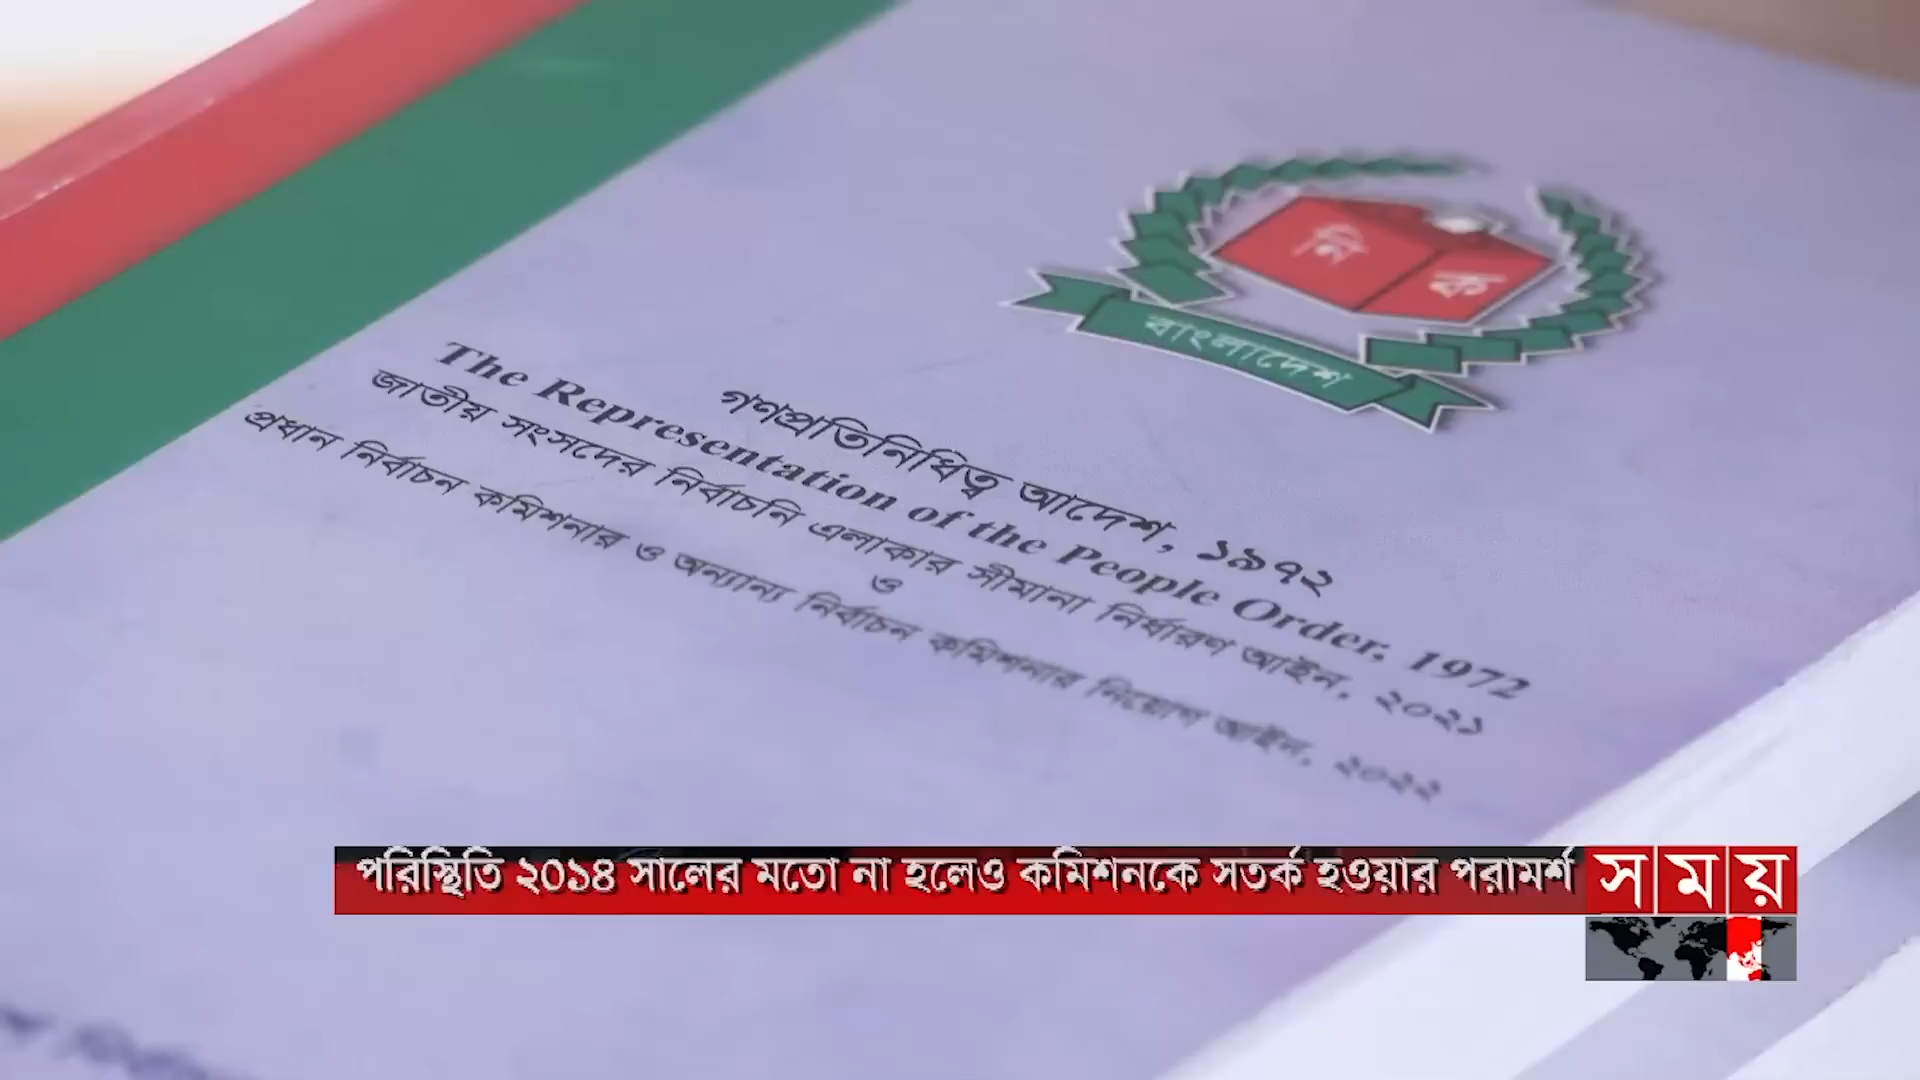 নি
ক
বাংলাদেশ
গণপ্রতিনিধিত্ব আদেশ, ১৯৭২
The Representation of the People Order, 1972
জাতীয় সংসদের নির্বাচনি এলাকার সীমানা নির্ধারণ আইন, ২০২১
ও
প্রধান নির্বাচন কমিশনার ও অন্যান্য নির্বাচন কমিশনার নিয়োগ আইন, ২০২২
পরিস্থিতি ২০১৪ সালের মতো না হলেও কমিশনকে সতর্ক হওয়ার পরামর্শ
সময়